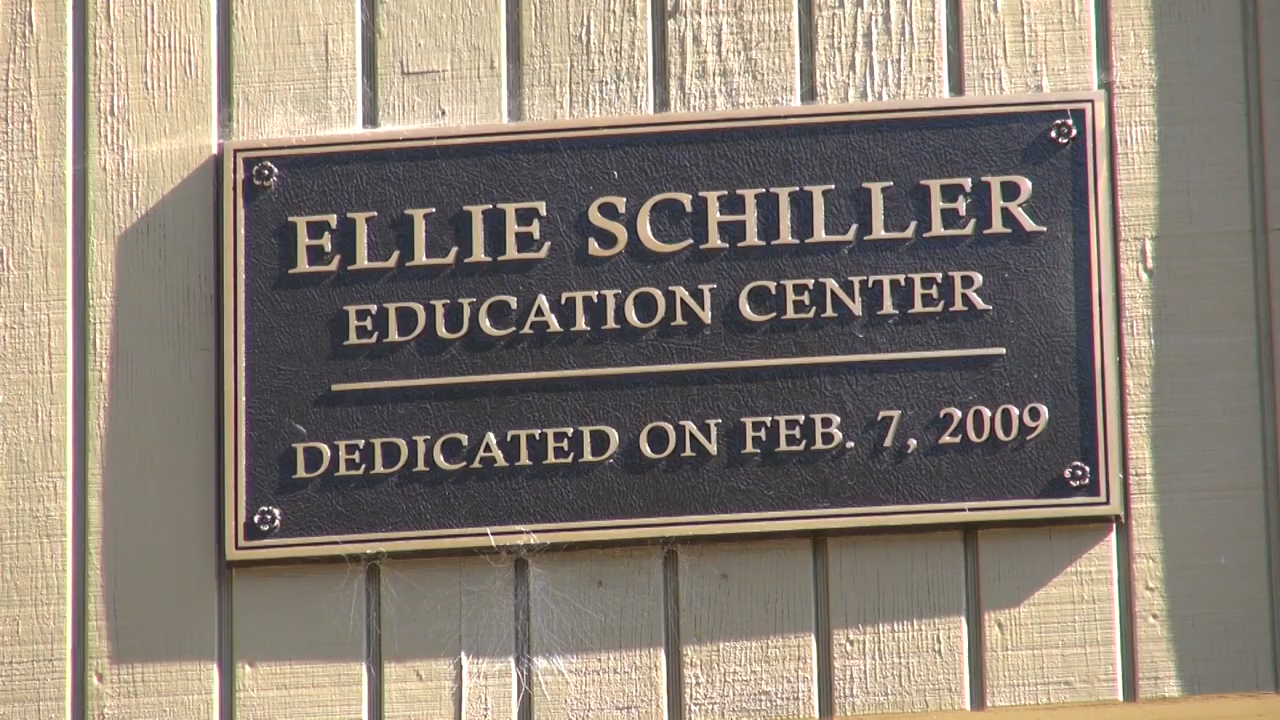 ELLIE SCHILLER
EDUCATION CENTER
DEDICATED ON FEB. 7, 2009